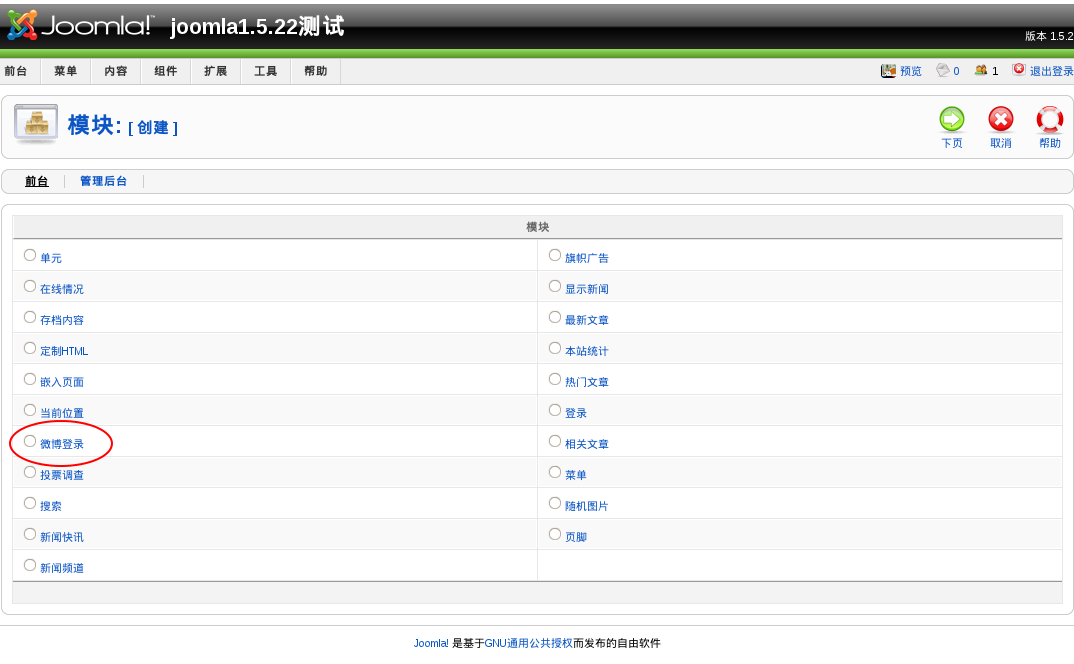 Joomla! joomla1.5.22测试
版本 1.5.2
前台 菜单 内容 组件 扩展 工具 帮助 预览 0 1 退出登录
模块: [ 创建 ] 下页 取消 帮助
前台 管理后台
模块
单元 旗帜广告
在线情况 显示新闻
存档内容 最新文章
定制HTML 本站统计
嵌入页面 热门文章
当前位置 登录
微博登录 相关文章
投票调查 菜单
搜索 随机图片
新闻快讯 页脚
新闻频道
Joomla! 是基于GNU通用公共授权而发布的自由软件